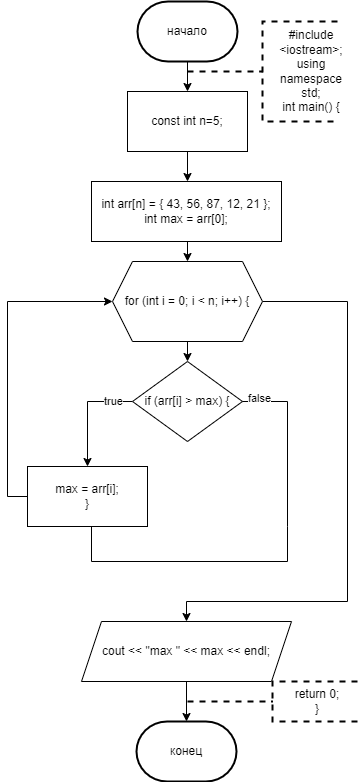 начало
#include
<iostream>;
using
namespace
std;
int main() {
const int n=5;
int arr[n] = { 43, 56, 87, 12, 21 };
int max = arr[0];
for (int i = 0; i < n; i++) {
if (arr[i] > max) {
true
false
max = arr[i];
}
cout << "max " << max << endl;
return 0;
}
конец